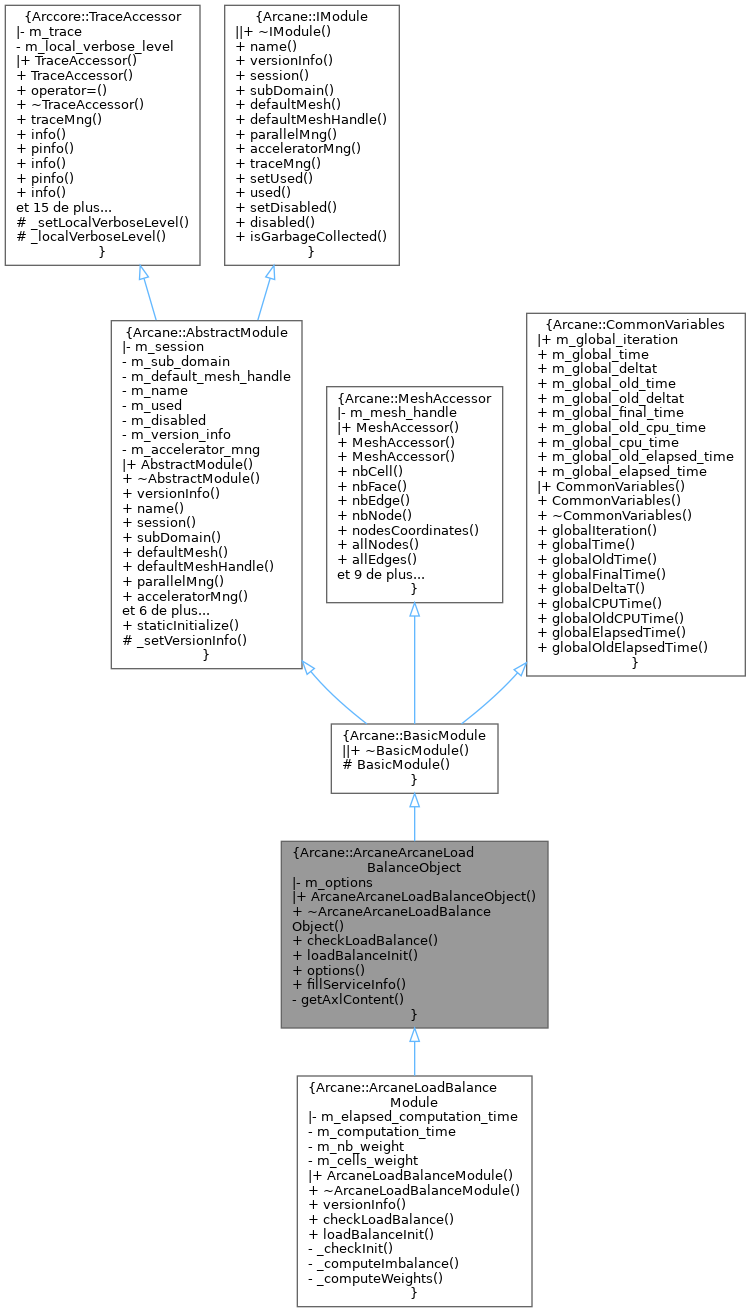 {Arccore::TraceAccessor
|- m_trace
- m_local_verbose_level
|+ TraceAccessor()
+ TraceAccessor()
+ operator=()
+ ~TraceAccessor()
+ traceMng()
+ info()
+ pinfo()
+ info()
+ pinfo()
+ info()
et 15 de plus...
# _setLocalVerboseLevel()
# _localVerboseLevel()
}
{Arcane::IModule
||+ ~IModule()
+ name()
+ versionInfo()
+ session()
+ subDomain()
+ defaultMesh()
+ defaultMeshHandle()
+ parallelMng()
+ acceleratorMng()
+ traceMng()
+ setUsed()
+ used()
+ setDisabled()
+ disabled()
+ isGarbageCollected()
}
{Arcane::AbstractModule
|- m_session
- m_sub_domain
- m_default_mesh_handle
- m_name
- m_used
- m_disabled
- m_version_info
- m_accelerator_mng
|+ AbstractModule()
+ ~AbstractModule()
+ versionInfo()
+ name()
+ session()
+ subDomain()
+ defaultMesh()
+ defaultMeshHandle()
+ parallelMng()
+ acceleratorMng()
et 6 de plus...
+ staticInitialize()
# _setVersionInfo()
}
{Arcane::MeshAccessor
|- m_mesh_handle
|+ MeshAccessor()
+ MeshAccessor()
+ MeshAccessor()
+ nbCell()
+ nbFace()
+ nbEdge()
+ nbNode()
+ nodesCoordinates()
+ allNodes()
+ allEdges()
et 9 de plus...
}
{Arcane::CommonVariables
|+ m_global_iteration
+ m_global_time
+ m_global_deltat
+ m_global_old_time
+ m_global_old_deltat
+ m_global_final_time
+ m_global_old_cpu_time
+ m_global_cpu_time
+ m_global_old_elapsed_time
+ m_global_elapsed_time
|+ CommonVariables()
+ CommonVariables()
+ ~CommonVariables()
+ globalIteration()
+ globalTime()
+ globalOldTime()
+ globalFinalTime()
+ globalDeltaT()
+ globalCPUTime()
+ globalOldCPUTime()
+ globalElapsedTime()
+ globalOldElapsedTime()
}
{Arcane::BasicModule
||+ ~BasicModule()
# BasicModule()
}
{Arcane::ArcaneArcaneLoad
BalanceObject
|- m_options
|+ ArcaneArcaneLoadBalanceObject()
+ ~ArcaneArcaneLoadBalance
Object()
+ checkLoadBalance()
+ loadBalanceInit()
+ options()
+ fillServiceInfo()
- getAxlContent()
}
{Arcane::ArcaneLoadBalance
Module
|- m_elapsed_computation_time
- m_computation_time
- m_nb_weight
- m_cells_weight
|+ ArcaneLoadBalanceModule()
+ ~ArcaneLoadBalanceModule()
+ versionInfo()
+ checkLoadBalance()
+ loadBalanceInit()
- _checkInit()
- _computeImbalance()
- _computeWeights()
}